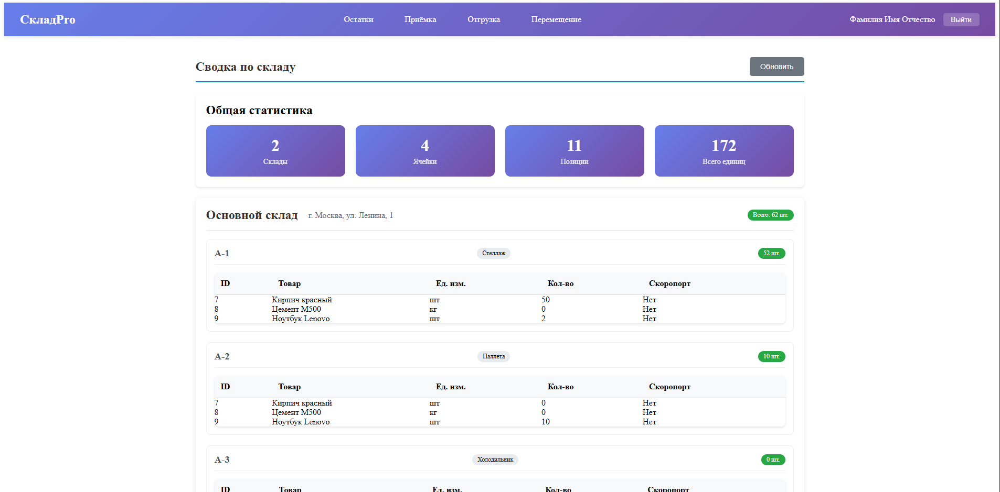 СкладPro Остатки Приёмка Отгрузка Перемещение Фамилия Имя Отчество Выйти
Сводка по складу Обновить
Общая статистика
2 4 11 172
Склады Ячейки Позиции Всего единиц
Основной склад г. Москва, ул. Ленина, 1 Всего: 62 шт.
А-1 Стеллаж 52 шт.
ID Товар Ед. изм. Кол-во Скоропорт
7 Кирпич красный шт 50 Нет
8 Цемент М500 кг 0 Нет
9 Ноутбук Lenovo шт 2 Нет
А-2 Паллета 10 шт.
ID Товар Ед. изм. Кол-во Скоропорт
7 Кирпич красный шт 0 Нет
8 Цемент М500 кг 0 Нет
9 Ноутбук Lenovo шт 10 Нет
А-3 Холодильник 0 шт.
ID Товар Ед. изм. Кол-во Скоропорт